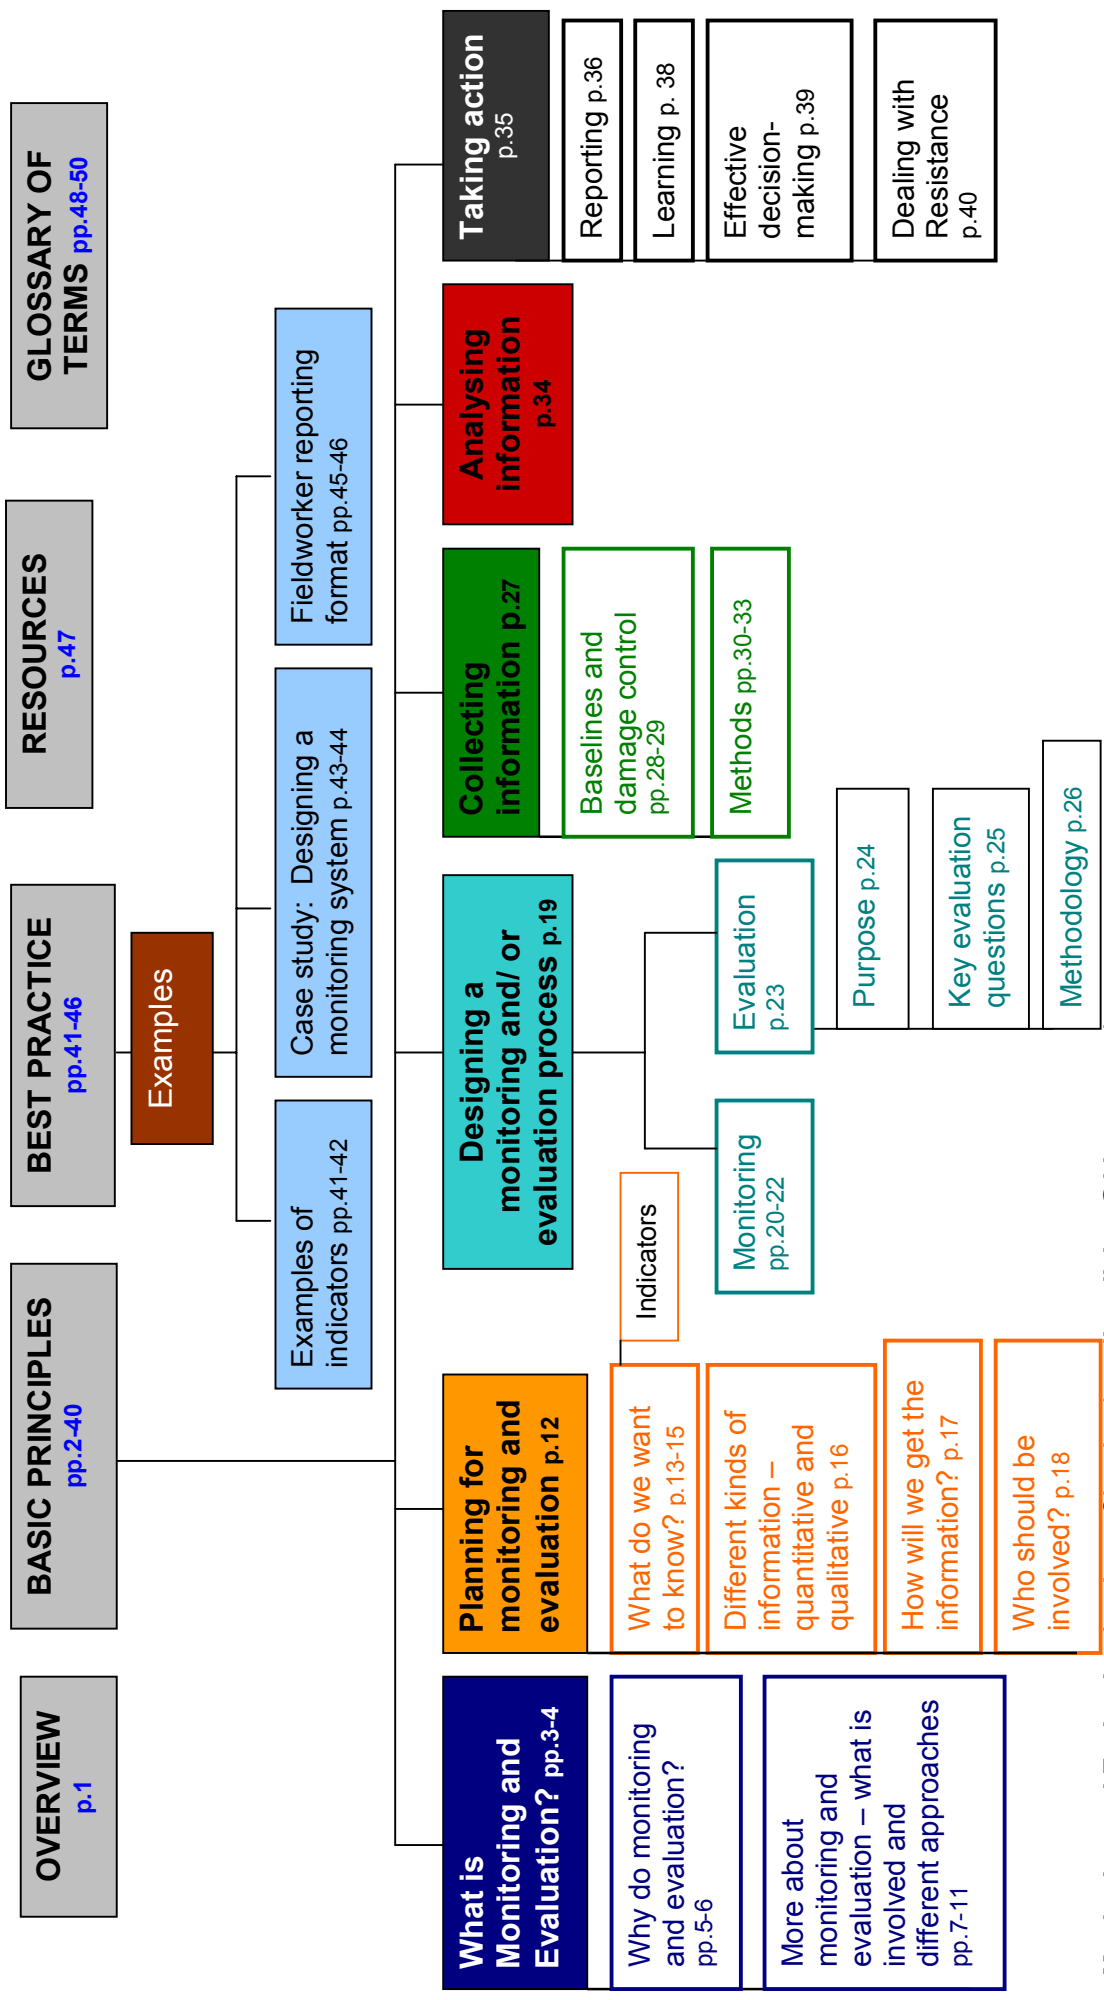 OVERVIEW
p.1
BASIC PRINCIPLES
pp.2-40
BEST PRACTICE
pp.41-46
RESOURCES
p.47
GLOSSARY OF
TERMS pp.48-50
Examples
Examples of
indicators pp.41-42
Case study: Designing a
monitoring system p.43-44
Fieldworker reporting
format pp.45-46
What is
Monitoring and
Evaluation? pp.3-4
Why do monitoring
and evaluation?
pp.5-6
More about
monitoring and
evaluation – what is
involved and
different approaches
pp.7-11
Planning for
monitoring and
evaluation p.12
What do we want
to know? p.13-15
Indicators
Different kinds of
information –
quantitative and
qualitative p.16
How will we get the
information? p.17
Who should be
involved? p.18
Designing a
monitoring and/ or
evaluation process p.19
Monitoring
pp.20-22
Evaluation
p.23
Purpose p.24
Key evaluation
questions p.25
Methodology p.26
Collecting
information p.27
Baselines and
damage control
pp.28-29
Methods pp.30-33
Analysing
information
p.34
Taking action
p.35
Reporting p.36
Learning p. 38
Effective
decision-
making p.39
Dealing with
Resistance
p.40